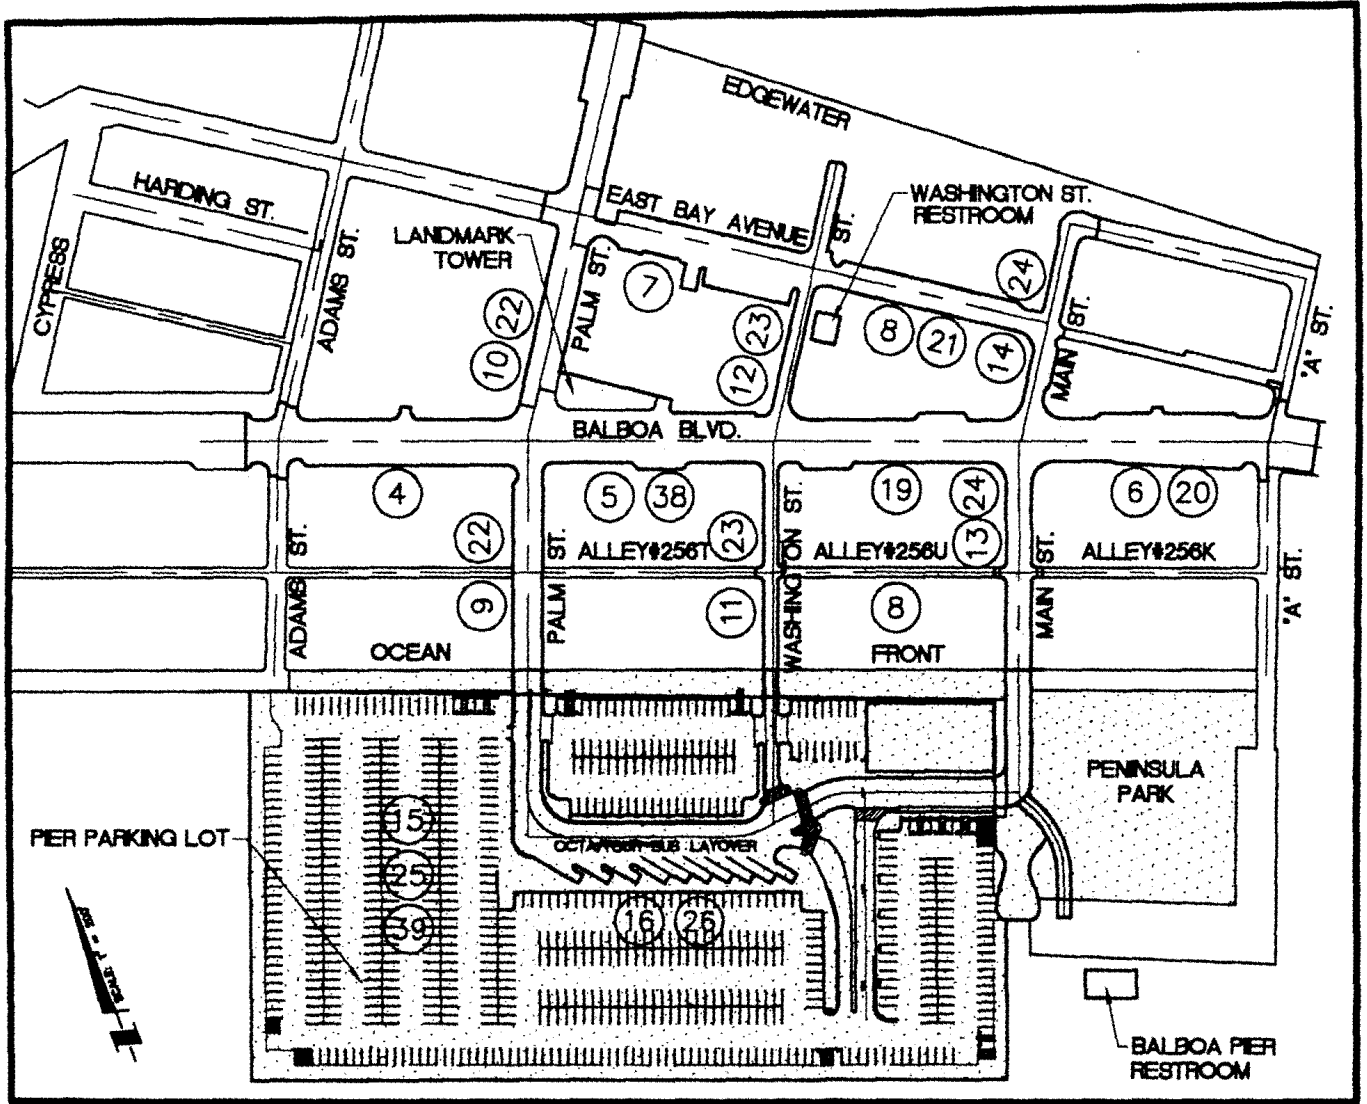 EDGEWATER
HARDING ST.
EAST BAY AVENUE
WASHINGTON ST.
RESTROOM
ST.
LANDMARK
TOWER
CYPRESS
ADAMS ST.
PALM ST.
MAIN ST.
"A" ST.
24
7
22
10
23
12
8
21
14
BALBOA BLVD.
4
5
38
19
24
6
20
22
23
13
ADAMS ST.
PALM ST.
ALLEY#256T
WASHINGTON ST.
ALLEY#256U
MAIN ST.
ALLEY#256K
"A" ST.
9
11
8
OCEAN FRONT
PENINSULA
PARK
PIER PARKING LOT
15
25
39
BUS LAYOVER
16
26
BALBOA PIER
RESTROOM